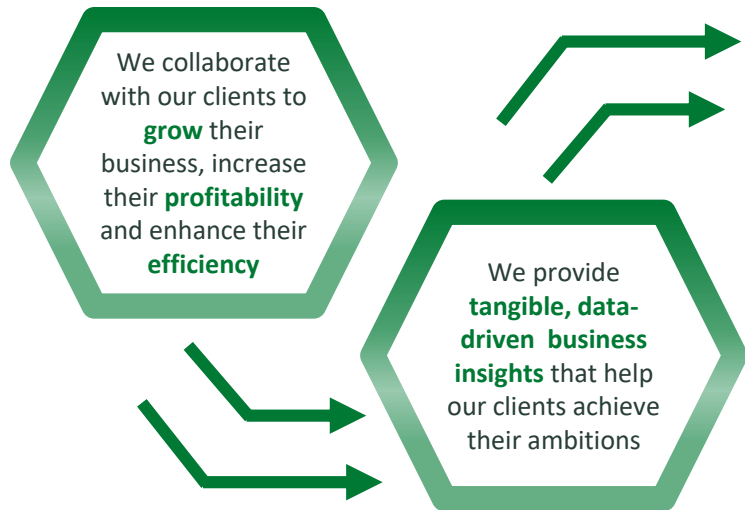 We collaborate
with our clients to
grow their
business, increase
their profitability
and enhance their
efficiency
We provide
tangible, data-
driven  business
insights that help
our clients achieve
their ambitions